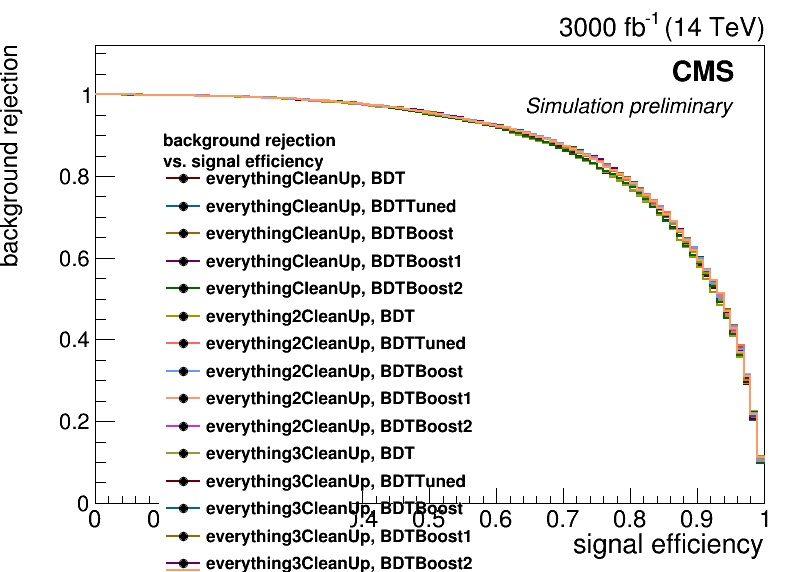 3000 fb⁻¹ (14 TeV)
CMS
Simulation preliminary
background rejection
1
0.8
0.6
0.4
0.2
0
background rejection
vs. signal efficiency
everythingCleanUp, BDT
everythingCleanUp, BDTTuned
everythingCleanUp, BDTBoost
everythingCleanUp, BDTBoost1
everythingCleanUp, BDTBoost2
everything2CleanUp, BDT
everything2CleanUp, BDTTuned
everything2CleanUp, BDTBoost
everything2CleanUp, BDTBoost1
everything2CleanUp, BDTBoost2
everything3CleanUp, BDT
everything3CleanUp, BDTTuned
everything3CleanUp, BDTBoost
everything3CleanUp, BDTBoost1
everything3CleanUp, BDTBoost2
0 0 0.4 0.5 0.6 0.7 0.8 0.9 1
signal efficiency